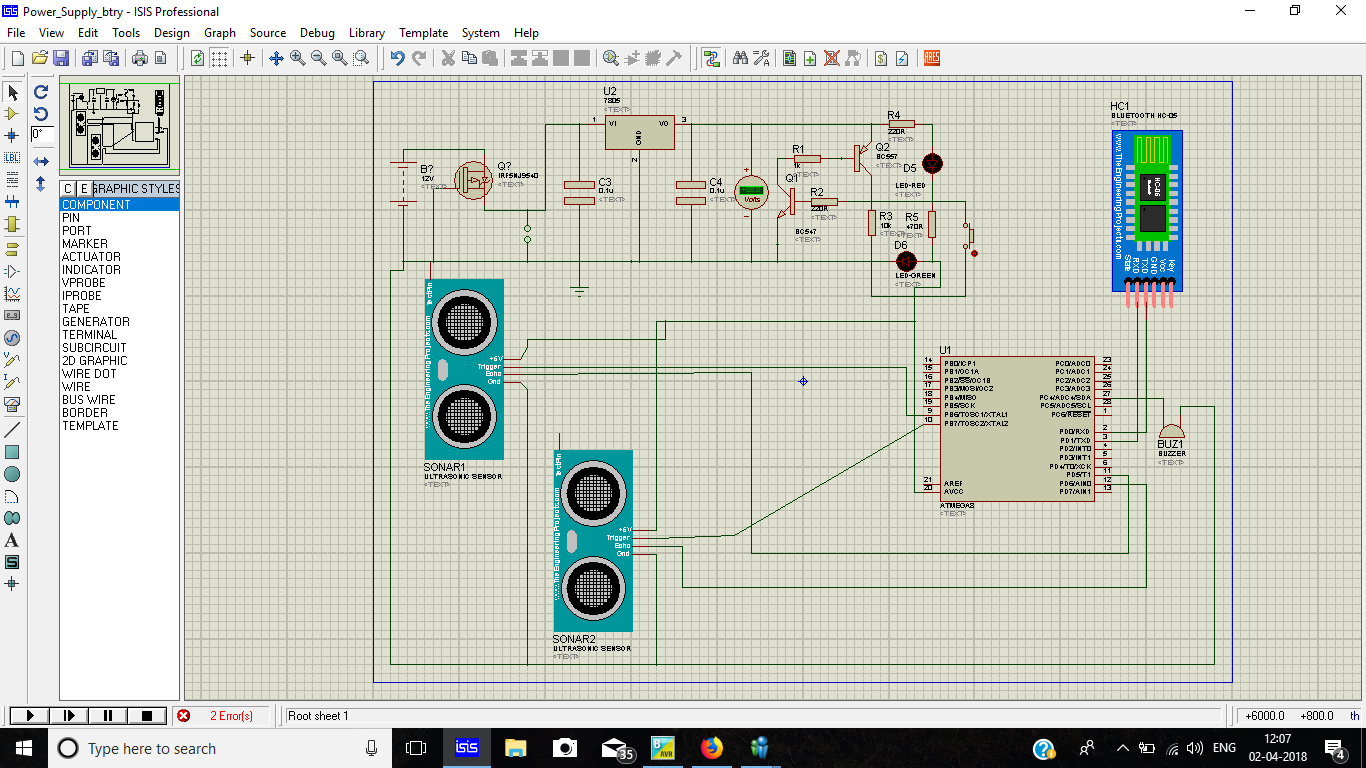 Power_Supply_btry - ISIS Professional
File View Edit Tools Design Graph Source Debug Library Template System Help
0°
LBL
A
S
ARES
C E GRAPHIC STYLES
COMPONENT
PIN
PORT
MARKER
ACTUATOR
INDICATOR
VPROBE
IPROBE
TAPE
GENERATOR
TERMINAL
SUBCIRCUIT
2D GRAPHIC
WIRE DOT
WIRE
BUS WIRE
BORDER
TEMPLATE
B?
12V
<TEXT>
Q?
IRF5NJ9540
<TEXT>
U2
7805
<TEXT>
1
VI
VO
3
GND
2
C3
0.1u
<TEXT>
C4
0.1u
<TEXT>
+
Volts
-
R1
1k
<TEXT>
Q1
BC547
<TEXT>
R2
220R
<TEXT>
Q2
BC557
<TEXT>
R4
220R
<TEXT>
D5
LED-RED
<TEXT>
R3
10k
<TEXT>
R5
470R
<TEXT>
D6
LED-GREEN
<TEXT>
HC1
BLUETOOTH HC-05
<TEXT>
www.TheEngineeringProjects.com
HC-05
State
RXD
TXD
GND
Vcc
Key
TestPin
www.TheEngineeringProjects.com
+5V
Trigger
Echo
Gnd
SONAR1
ULTRASONIC SENSOR
<TEXT>
TestPin
www.TheEngineeringProjects.com
+5V
Trigger
Echo
Gnd
SONAR2
ULTRASONIC SENSOR
<TEXT>
U1
14 PB0/ICP1 PC0/ADC0 23
15 PB1/OC1A PC1/ADC1 24
16 PB2/SS/OC1B PC2/ADC2 25
17 PB3/MOSI/OC2 PC3/ADC3 26
18 PB4/MISO PC4/ADC4/SDA 27
19 PB5/SCK PC5/ADC5/SCL 28
9 PB6/TOSC1/XTAL1 PC6/RESET 1
10 PB7/TOSC2/XTAL2
PD0/RXD 2
PD1/TXD 3
PD2/INT0 4
PD3/INT1 5
PD4/T0/XCK 6
PD5/T1 11
21 AREF PD6/AIN0 12
20 AVCC PD7/AIN1 13
ATMEGA8
<TEXT>
BUZ1
BUZZER
<TEXT>
2 Error(s)
Root sheet 1
+6000.0 +800.0 th
Type here to search
isis
35
AVR
ENG
12:07
02-04-2018
4